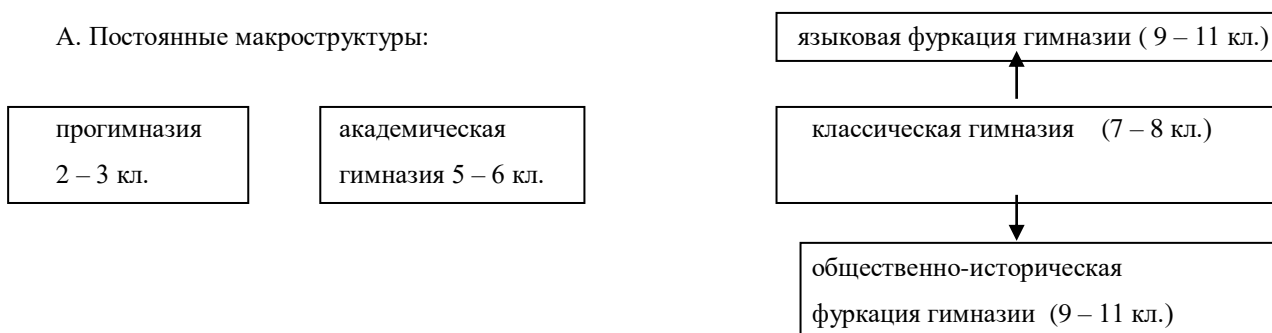 А. Постоянные макроструктуры:
языковая фуркация гимназии ( 9 – 11 кл.)
прогимназия
2 – 3 кл.
академическая
гимназия 5 – 6 кл.
классическая гимназия (7 – 8 кл.)
общественно-историческая
фуркация гимназии (9 – 11 кл.)